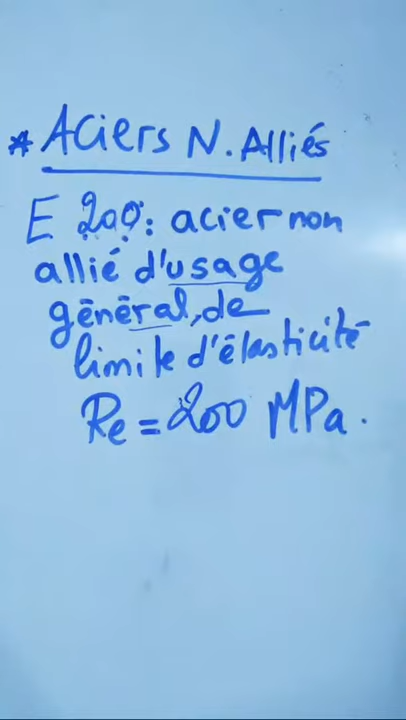 * Aciers N. Alliés
E 200: acier non
allié d'usage
général, de
limite d'élasticité
Re = 200 MPa.